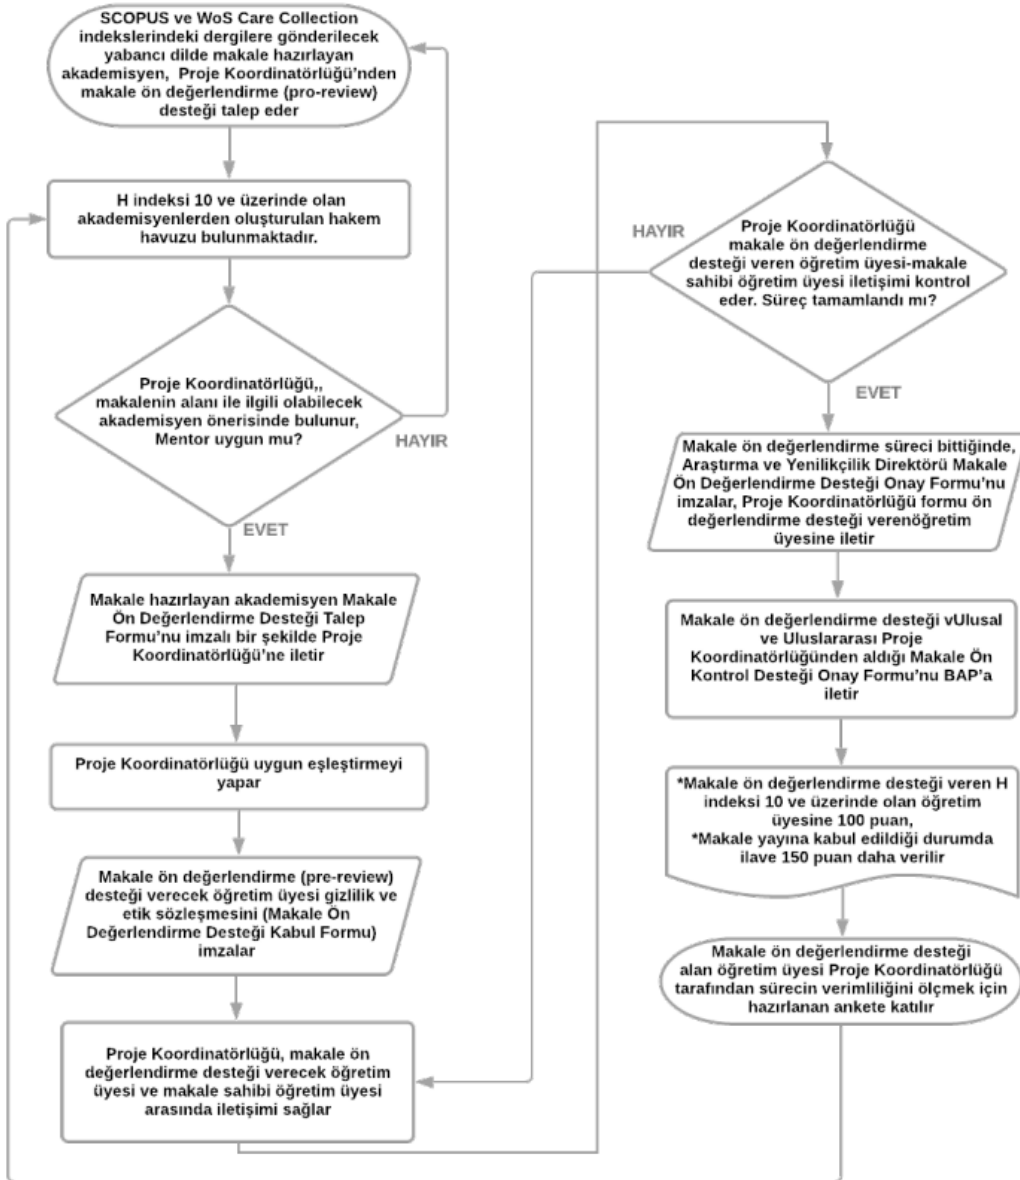 SCOPUS ve WoS Care Collection
indekslerindeki dergilere gönderilecek
yabancı dilde makale hazırlayan
akademisyen, Proje Koordinatörlüğü'nden
makale ön değerlendirme (pro-review)
desteği talep eder
H indeksi 10 ve üzerinde olan
akademisyenlerden oluşturulan hakem
havuzu bulunmaktadır.
Proje Koordinatörlüğü,,
makalenin alanı ile ilgili olabilecek
akademisyen önerisinde bulunur,
Mentor uygun mu?
HAYIR
EVET
Makale hazırlayan akademisyen Makale
Ön Değerlendirme Desteği Talep
Formu'nu imzalı bir şekilde Proje
Koordinatörlüğü'ne iletir
Proje Koordinatörlüğü uygun eşleştirmeyi
yapar
Makale ön değerlendirme (pre-review)
desteği verecek öğretim üyesi gizlilik ve
etik sözleşmesini (Makale Ön
Değerlendirme Desteği Kabul Formu)
imzalar
Proje Koordinatörlüğü, makale ön
değerlendirme desteği verecek öğretim
üyesi ve makale sahibi öğretim üyesi
arasında iletişimi sağlar
Proje Koordinatörlüğü
makale ön değerlendirme
desteği veren öğretim üyesi-makale
sahibi öğretim üyesi iletişimi kontrol
eder. Süreç tamamlandı mı?
HAYIR
EVET
Makale ön değerlendirme süreci bittiğinde,
Araştırma ve Yenilikçilik Direktörü Makale
Ön Değerlendirme Desteği Onay Formu'nu
imzalar, Proje Koordinatörlüğü formu ön
değerlendirme desteği verenöğretim
üyesine iletir
Makale ön değerlendirme desteği vUlusal
ve Uluslararası Proje
Koordinatörlüğünden aldığı Makale Ön
Kontrol Desteği Onay Formu'nu BAP'a
iletir
*Makale ön değerlendirme desteği veren H
indeksi 10 ve üzerinde olan öğretim
üyesine 100 puan,
*Makale yayına kabul edildiği durumda
ilave 150 puan daha verilir
Makale ön değerlendirme desteği
alan öğretim üyesi Proje Koordinatörlüğü
tarafından sürecin verimliliğini ölçmek için
hazırlanan ankete katılır